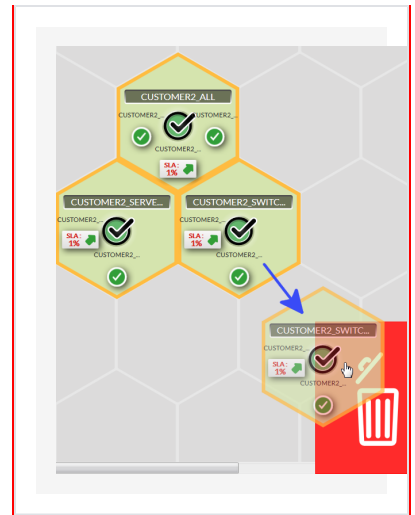 CUSTOMER2_ALL
CUSTOMER2_... CUSTOMER2_...
CUSTOMER2_...
SLA:
1%
CUSTOMER2_SERVE... CUSTOMER2_SWITC...
CUSTOMER2_... CUSTOMER2_...
SLA: SLA:
1% 1%
CUSTOMER2_... CUSTOMER2_...
CUSTOMER2_SWITC...
CUSTOMER2_...
SLA:
1%
CUSTOMER2_...